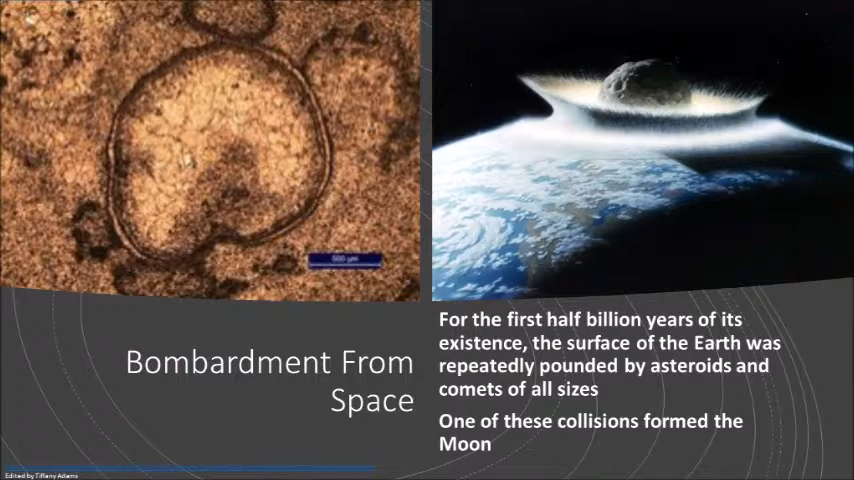 500 µm
Bombardment From
Space
For the first half billion years of its
existence, the surface of the Earth was
repeatedly pounded by asteroids and
comets of all sizes
One of these collisions formed the
Moon
Edited by Tiffany Adams